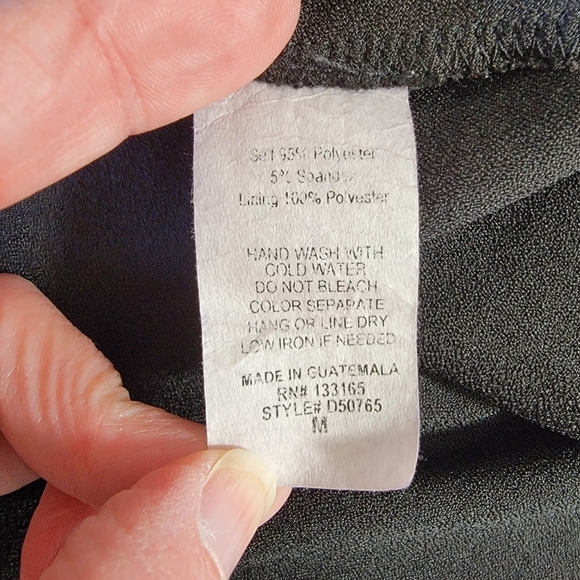 Self 95% Polyester
5% Spandex
Lining 100% Polyester
HAND WASH WITH
COLD WATER
DO NOT BLEACH
COLOR SEPARATE
HANG OR LINE DRY
LOW IRON IF NEEDED
MADE IN GUATEMALA
RN# 133165
STYLE# D50765
M